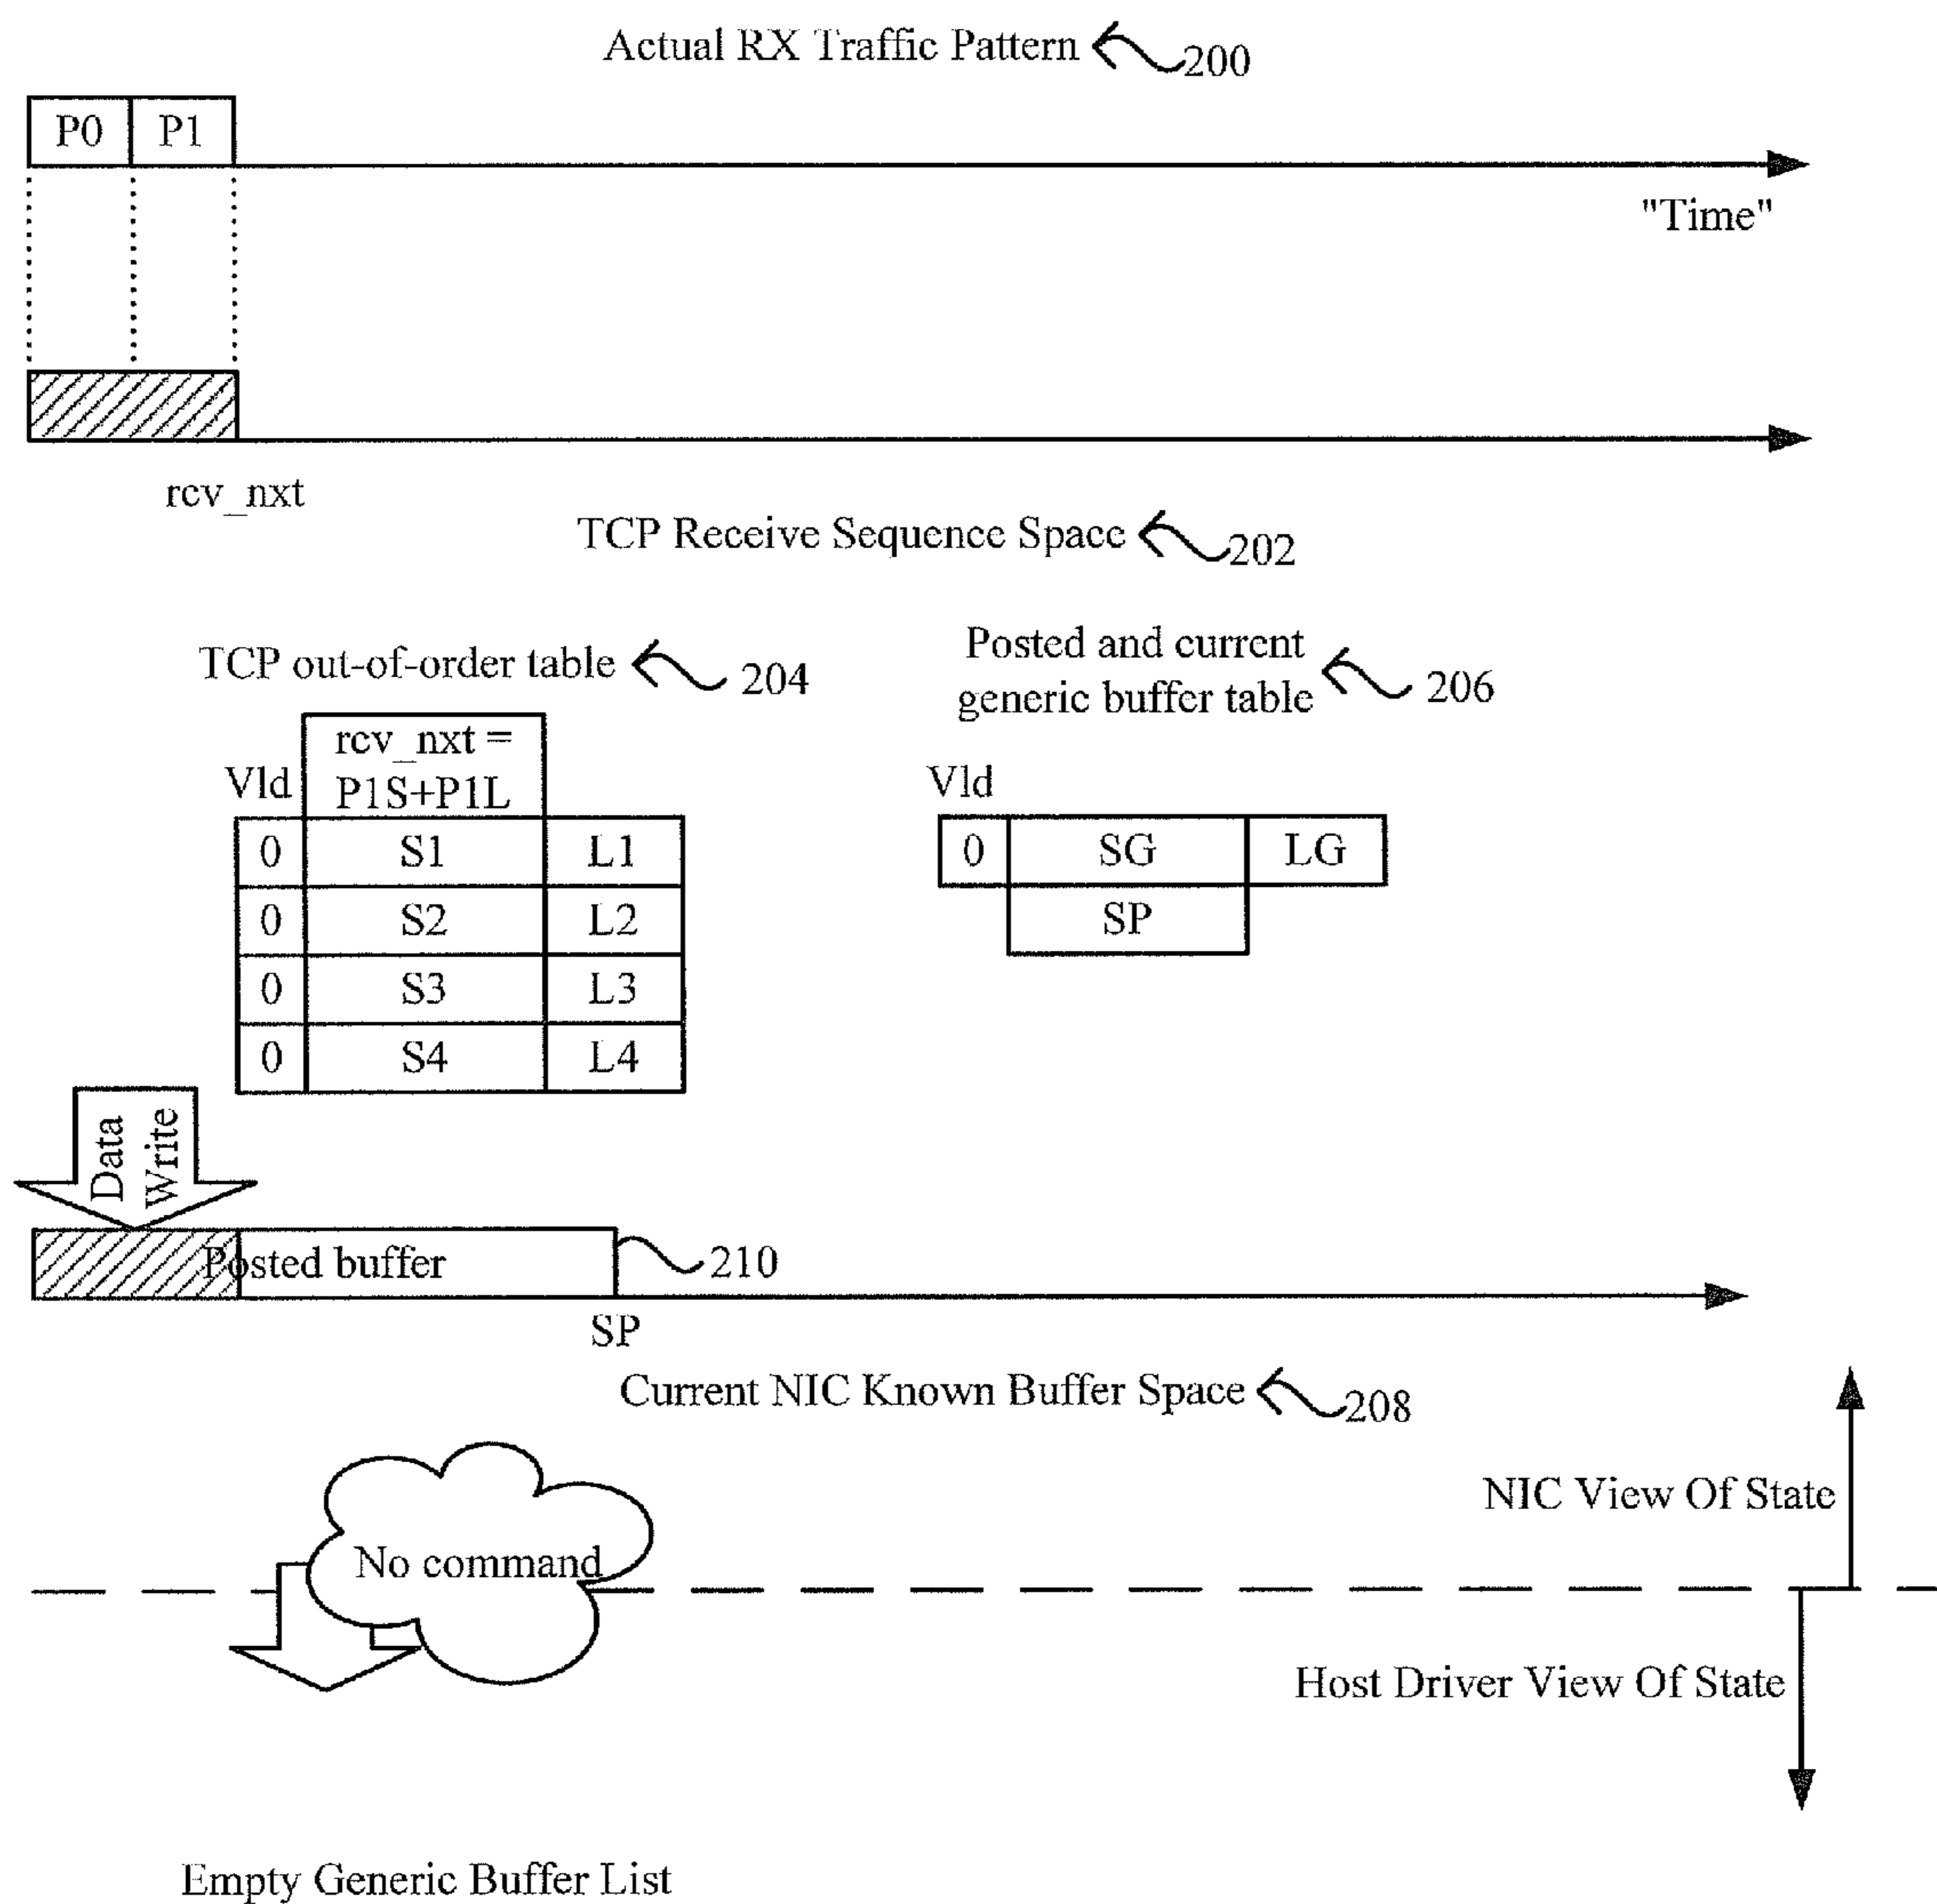 Actual RX Traffic Pattern 200
P0 P1
"Time"
rcv_nxt
TCP Receive Sequence Space 202
TCP out-of-order table 204
Posted and current
generic buffer table 206
rcv_nxt =
P1S+P1L
Vld
0 S1 L1
0 S2 L2
0 S3 L3
0 S4 L4
Vld
0 SG LG
SP
Data
Write
Posted buffer 210
SP
Current NIC Known Buffer Space 208
NIC View Of State
No command
Host Driver View Of State
Empty Generic Buffer List